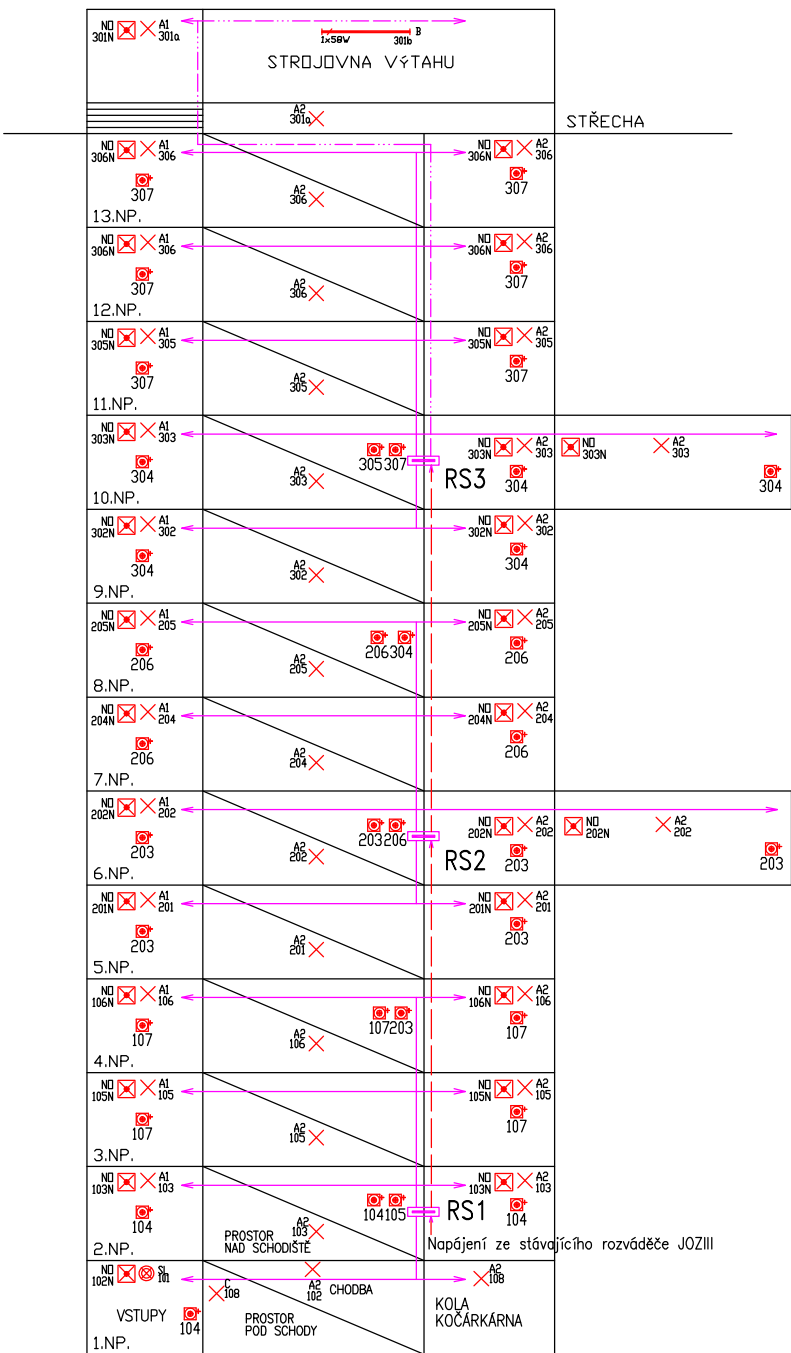 NO A1
301N 301a
B
1x58W 301b
STROJOVNA VÝTAHU
A2
301a
STŘECHA
NO A1
306N 306
A2
306
NO A2
306N 306
307
307
13.NP.
NO A1
306N 306
A2
306
NO A2
306N 306
307
307
12.NP.
NO A1
305N 305
A2
305
NO A2
305N 305
307
307
11.NP.
NO A1
303N 303
A2
303
305 307
NO A2
303N 303
NO
303N
A2
303
304
RS3
304
304
10.NP.
NO A1
302N 302
A2
302
NO A2
302N 302
304
304
9.NP.
NO A1
205N 205
A2
205
206 304
NO A2
205N 205
206
206
8.NP.
NO A1
204N 204
A2
204
NO A2
204N 204
206
206
7.NP.
NO A1
202N 202
A2
202
203 206
NO A2
202N 202
NO
202N
A2
202
203
RS2
203
203
6.NP.
NO A1
201N 201
A2
201
NO A2
201N 201
203
203
5.NP.
NO A1
106N 106
A2
106
107 203
NO A2
106N 106
107
107
4.NP.
NO A1
105N 105
A2
105
NO A2
105N 105
107
107
3.NP.
NO A1
103N 103
A2
103
104 105
NO A2
103N 103
104
RS1
104
PROSTOR
NAD SCHODIŠTĚ
Napájení ze stávajícího rozváděče JOZIII
2.NP.
NO S1
102N 101
C
108
A2
102
CHODBA
A2
108
VSTUPY
104
PROSTOR
POD SCHODY
KOLA
KOČÁRKÁRNA
1.NP.